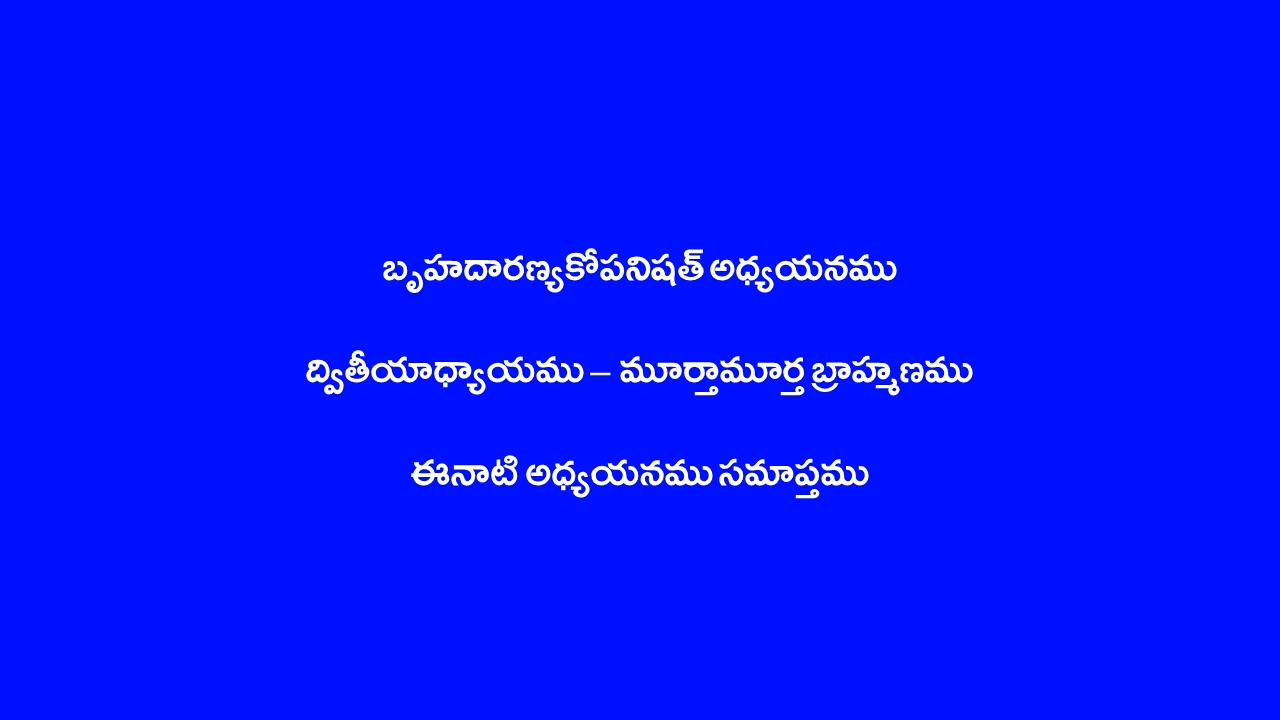 బృహదారణ్యకోపనిషత్ అధ్యయనము
ద్వితీయాధ్యాయము – మూర్తామూర్త బ్రాహ్మణము
ఈనాటి అధ్యయనము సమాప్తము